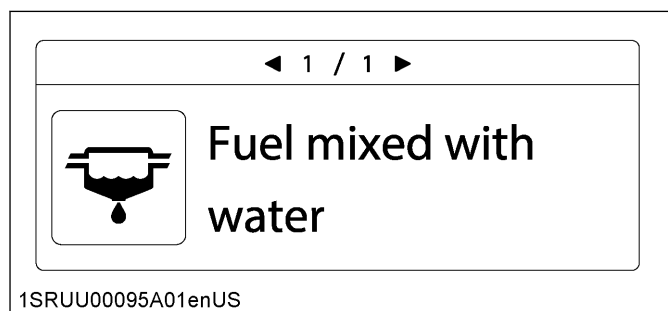 ◀ 1 / 1 ▶
Fuel mixed with
water
1SRUU00095A01enUS